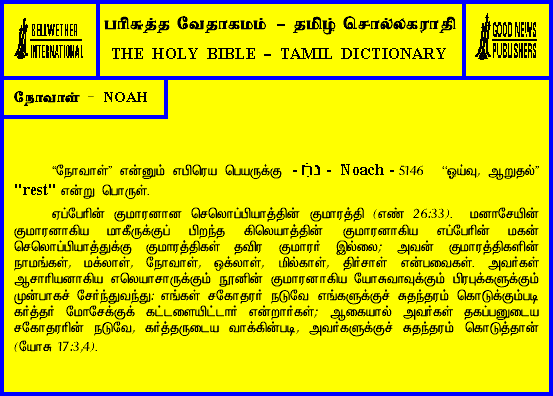 BELLWETHER
INTERNATIONAL
பரிசுத்த வேதாகமம் - தமிழ் சொல்லகராதி
THE HOLY BIBLE - TAMIL DICTIONARY
GOOD NEWS
PUBLISHERS
நோவாள் - NOAH
“நோவாள்” என்னும் எபிரெய பெயருக்கு - נֹחַ - Noach - 5146 “ஓய்வு, ஆறுதல்”
"rest" என்று பொருள்.
ஏப்பேரின் குமாரனான செலொப்பியாத்தின் குமாரத்தி (எண் 26:33). மனாசேயின்
குமாரனாகிய மாகீருக்குப் பிறந்த கிலெயாத்தின் குமாரனாகிய எப்பேரின் மகன்
செலொப்பியாத்துக்கு குமாரத்திகள் தவிர குமாரர் இல்லை; அவன் குமாரத்திகளின்
நாமங்கள், மக்லாள், நோவாள், ஒக்லாள், மில்காள், திர்சாள் என்பவைகள். அவர்கள்
ஆசாரியனாகிய எலெயாசாருக்கும் நூனின் குமாரனாகிய யோசுவாவுக்கும் பிரபுக்களுக்கும்
முன்பாகச் சேர்ந்துவந்து: எங்கள் சகோதரர் நடுவே எங்களுக்குச் சுதந்தரம் கொடுக்கும்படி
கர்த்தர் மோசேக்குக் கட்டளையிட்டார் என்றார்கள்; ஆகையால் அவர்கள் தகப்பனுடைய
சகோதரரின் நடுவே, கர்த்தருடைய வாக்கின்படி, அவர்களுக்குச் சுதந்தரம் கொடுத்தான்
(யோசு 17:3,4).